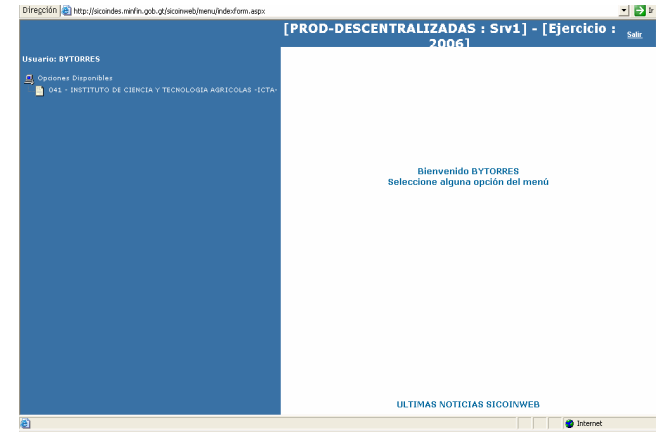 Dirección http://sicoindes.minfin.gob.gt/sicoinweb/menu/indexform.aspx Ir
[PROD-DESCENTRALIZADAS : Srv1] - [Ejercicio :
2006]
Salir
Usuario: BYTORRES
Opciones Disponibles
041 - INSTITUTO DE CIENCIA Y TECNOLOGIA AGRICOLAS -ICTA-
Bienvenido BYTORRES
Seleccione alguna opción del menú
ULTIMAS NOTICIAS SICOINWEB
Internet